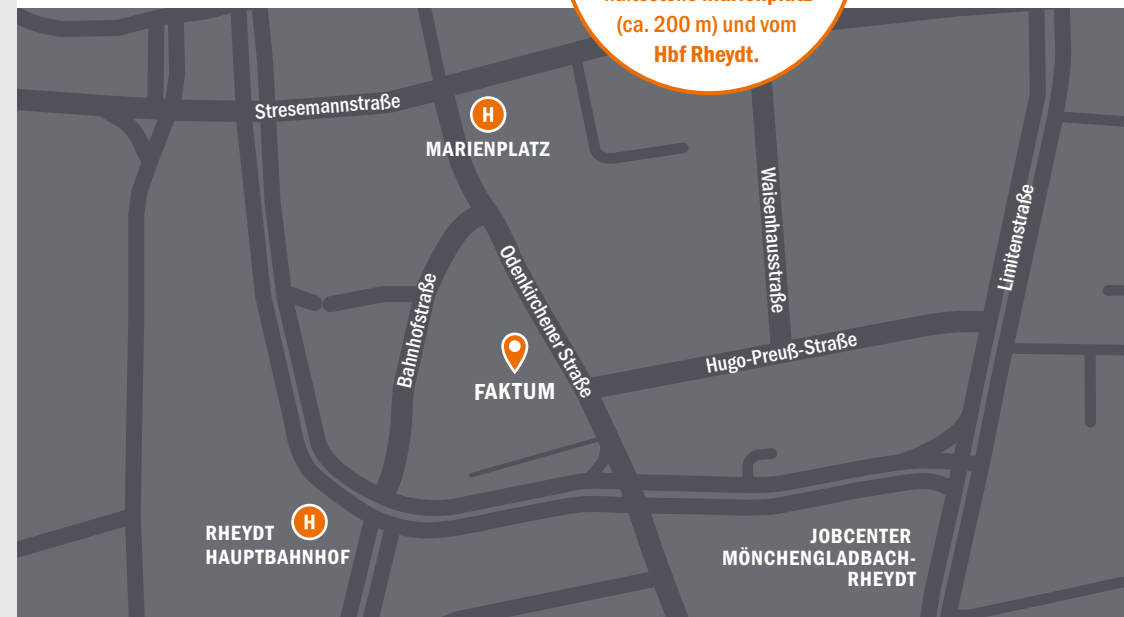 Marienplatz
(ca. 200 m) und vom
Hbf Rheydt.
Stresemannstraße
H
MARIENPLATZ
Waisenhausstraße
Limitenstraße
Odenkirchener Straße
Bahnhofstraße
Hugo-Preuß-Straße
FAKTUM
RHEYDT H
HAUPTBAHNHOF
JOBCENTER
MÖNCHENGLADBACH-
RHEYDT